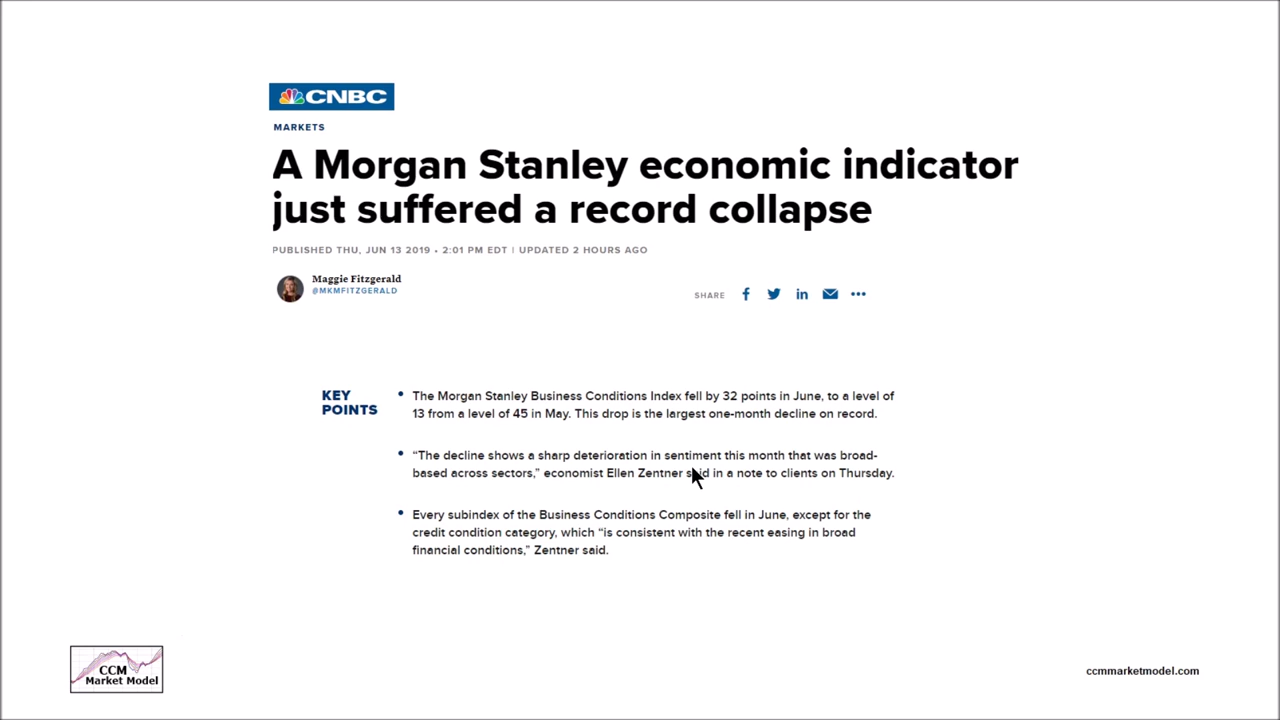 CNBC
MARKETS
A Morgan Stanley economic indicator
just suffered a record collapse
PUBLISHED THU, JUN 13 2019 • 2:01 PM EDT | UPDATED 2 HOURS AGO
Maggie Fitzgerald
@MKMFITZGERALD
SHARE
KEY
POINTS
• The Morgan Stanley Business Conditions Index fell by 32 points in June, to a level of
13 from a level of 45 in May. This drop is the largest one-month decline on record.
• “The decline shows a sharp deterioration in sentiment this month that was broad-
based across sectors,” economist Ellen Zentner said in a note to clients on Thursday.
• Every subindex of the Business Conditions Composite fell in June, except for the
credit condition category, which “is consistent with the recent easing in broad
financial conditions,” Zentner said.
CCM
Market Model
ccmmarketmodel.com